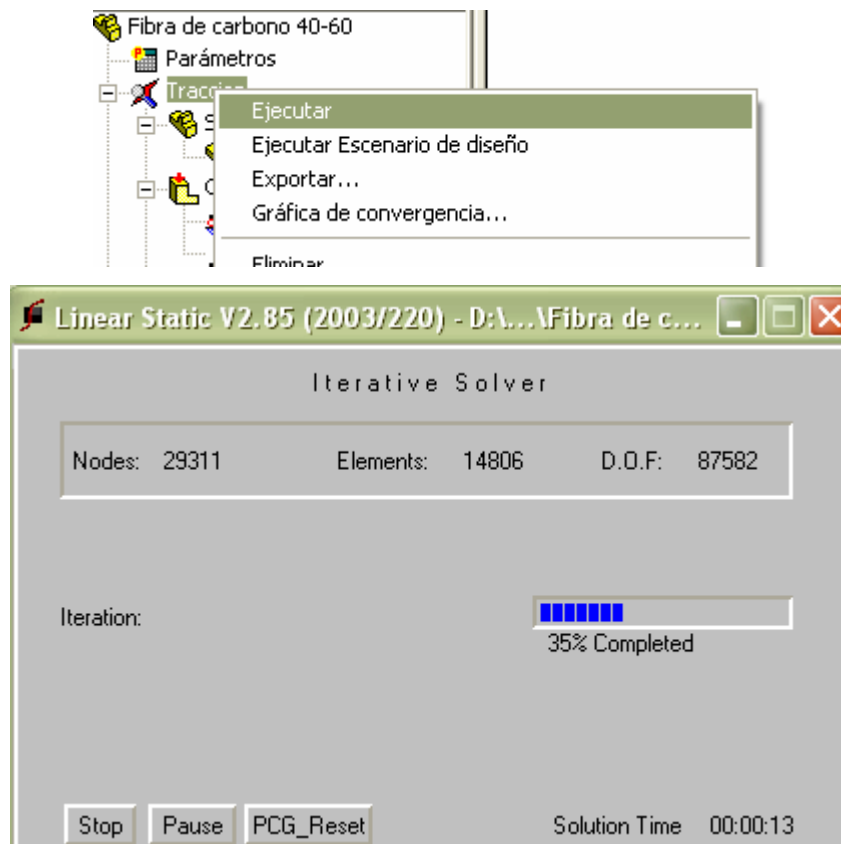 Fibra de carbono 40-60
Parámetros
Ejecutar
Ejecutar Escenario de diseño
Exportar...
Gráfica de convergencia...
Eliminar
Linear Static V2.85 (2003/220) - D:\...\Fibra de c...
Iterative Solver
Nodes: 29311 Elements: 14806 D.O.F: 87582
Iteration:
35% Completed
Stop Pause PCG_Reset Solution Time 00:00:13